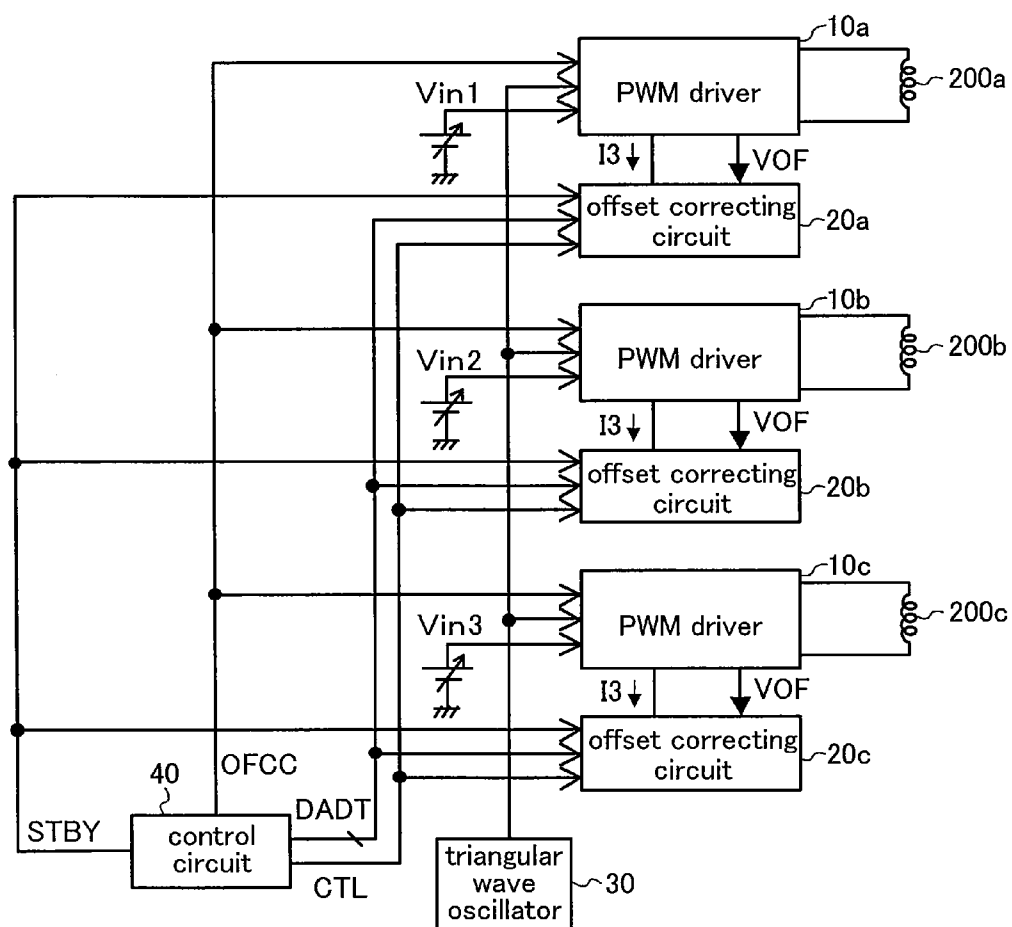 10a
PWM driver
200a
Vin1
I3
VOF
offset correcting
circuit
20a
10b
PWM driver
200b
Vin2
I3
VOF
offset correcting
circuit
20b
10c
PWM driver
200c
Vin3
I3
VOF
offset correcting
circuit
20c
OFCC
40
DADT
STBY
control
circuit
CTL
triangular
wave
oscillator
30